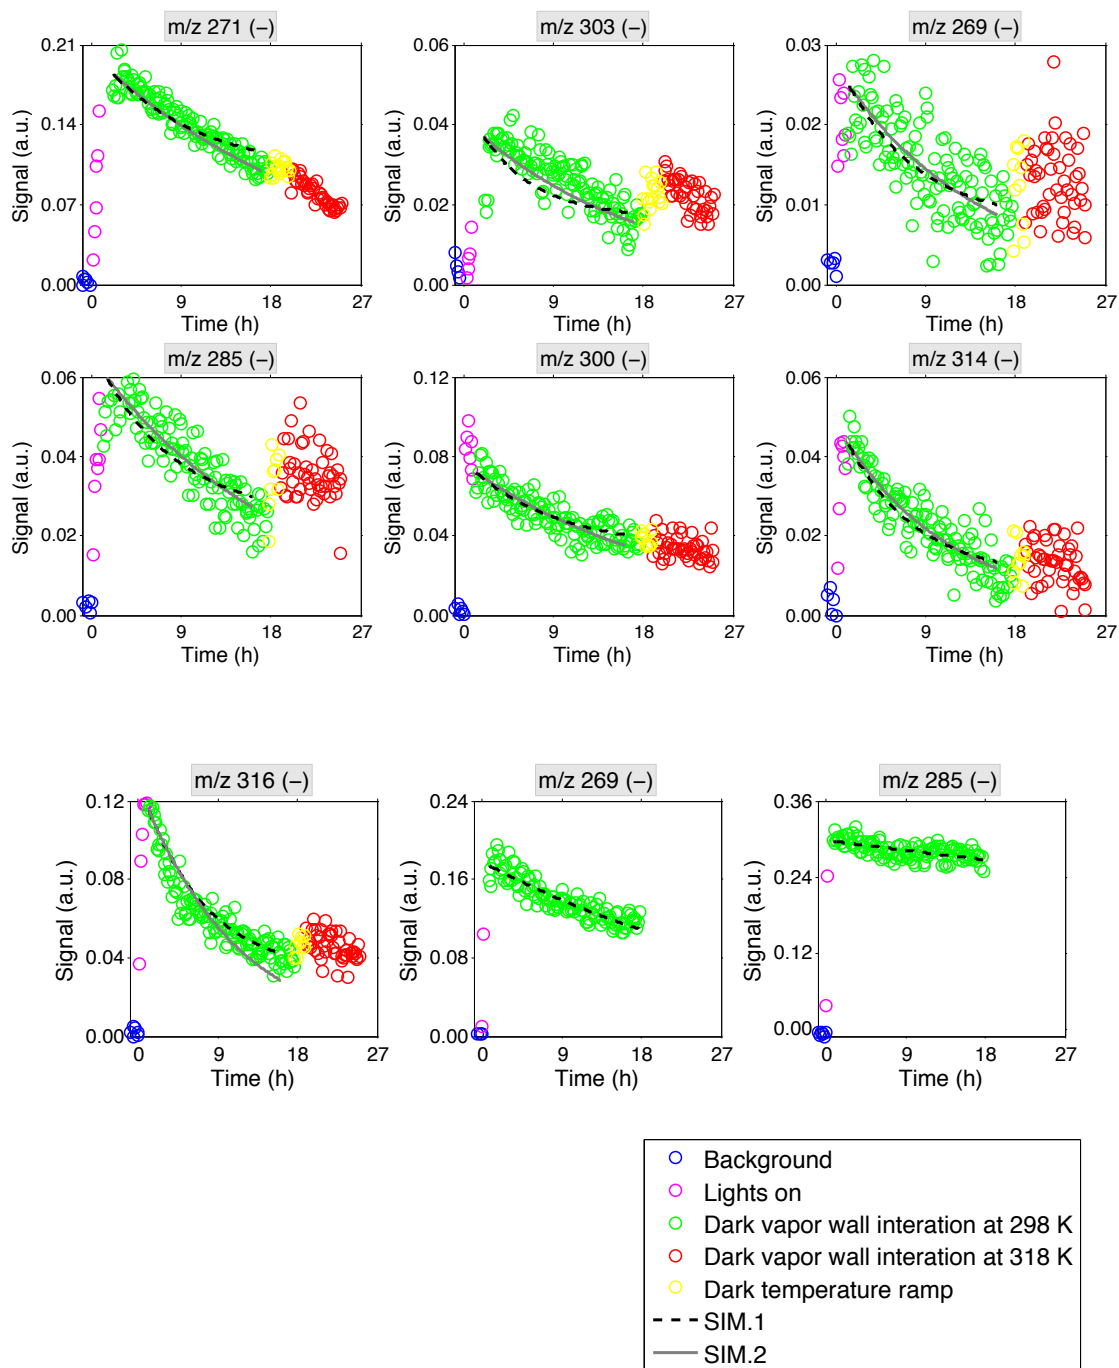 m/z 271 (−) m/z 303 (−) m/z 269 (−)
0.21 0.06 0.03
0.14 0.04 0.02
0.07 0.02 0.01
0.00 0.00 0.00
Signal (a.u.) Signal (a.u.) Signal (a.u.)
0 9 18 27 0 9 18 27 0 9 18 27
Time (h) Time (h) Time (h)
m/z 285 (−) m/z 300 (−) m/z 314 (−)
0.06 0.12 0.06
0.04 0.08 0.04
0.02 0.04 0.02
0.00 0.00 0.00
Signal (a.u.) Signal (a.u.) Signal (a.u.)
0 9 18 27 0 9 18 27 0 9 18 27
Time (h) Time (h) Time (h)
m/z 316 (−) m/z 269 (−) m/z 285 (−)
0.12 0.24 0.36
0.08 0.16 0.24
0.04 0.08 0.12
0.00 0.00 0.00
Signal (a.u.) Signal (a.u.) Signal (a.u.)
0 9 18 27 0 9 18 27 0 9 18 27
Time (h) Time (h) Time (h)
Background
Lights on
Dark vapor wall interation at 298 K
Dark vapor wall interation at 318 K
Dark temperature ramp
SIM.1
SIM.2